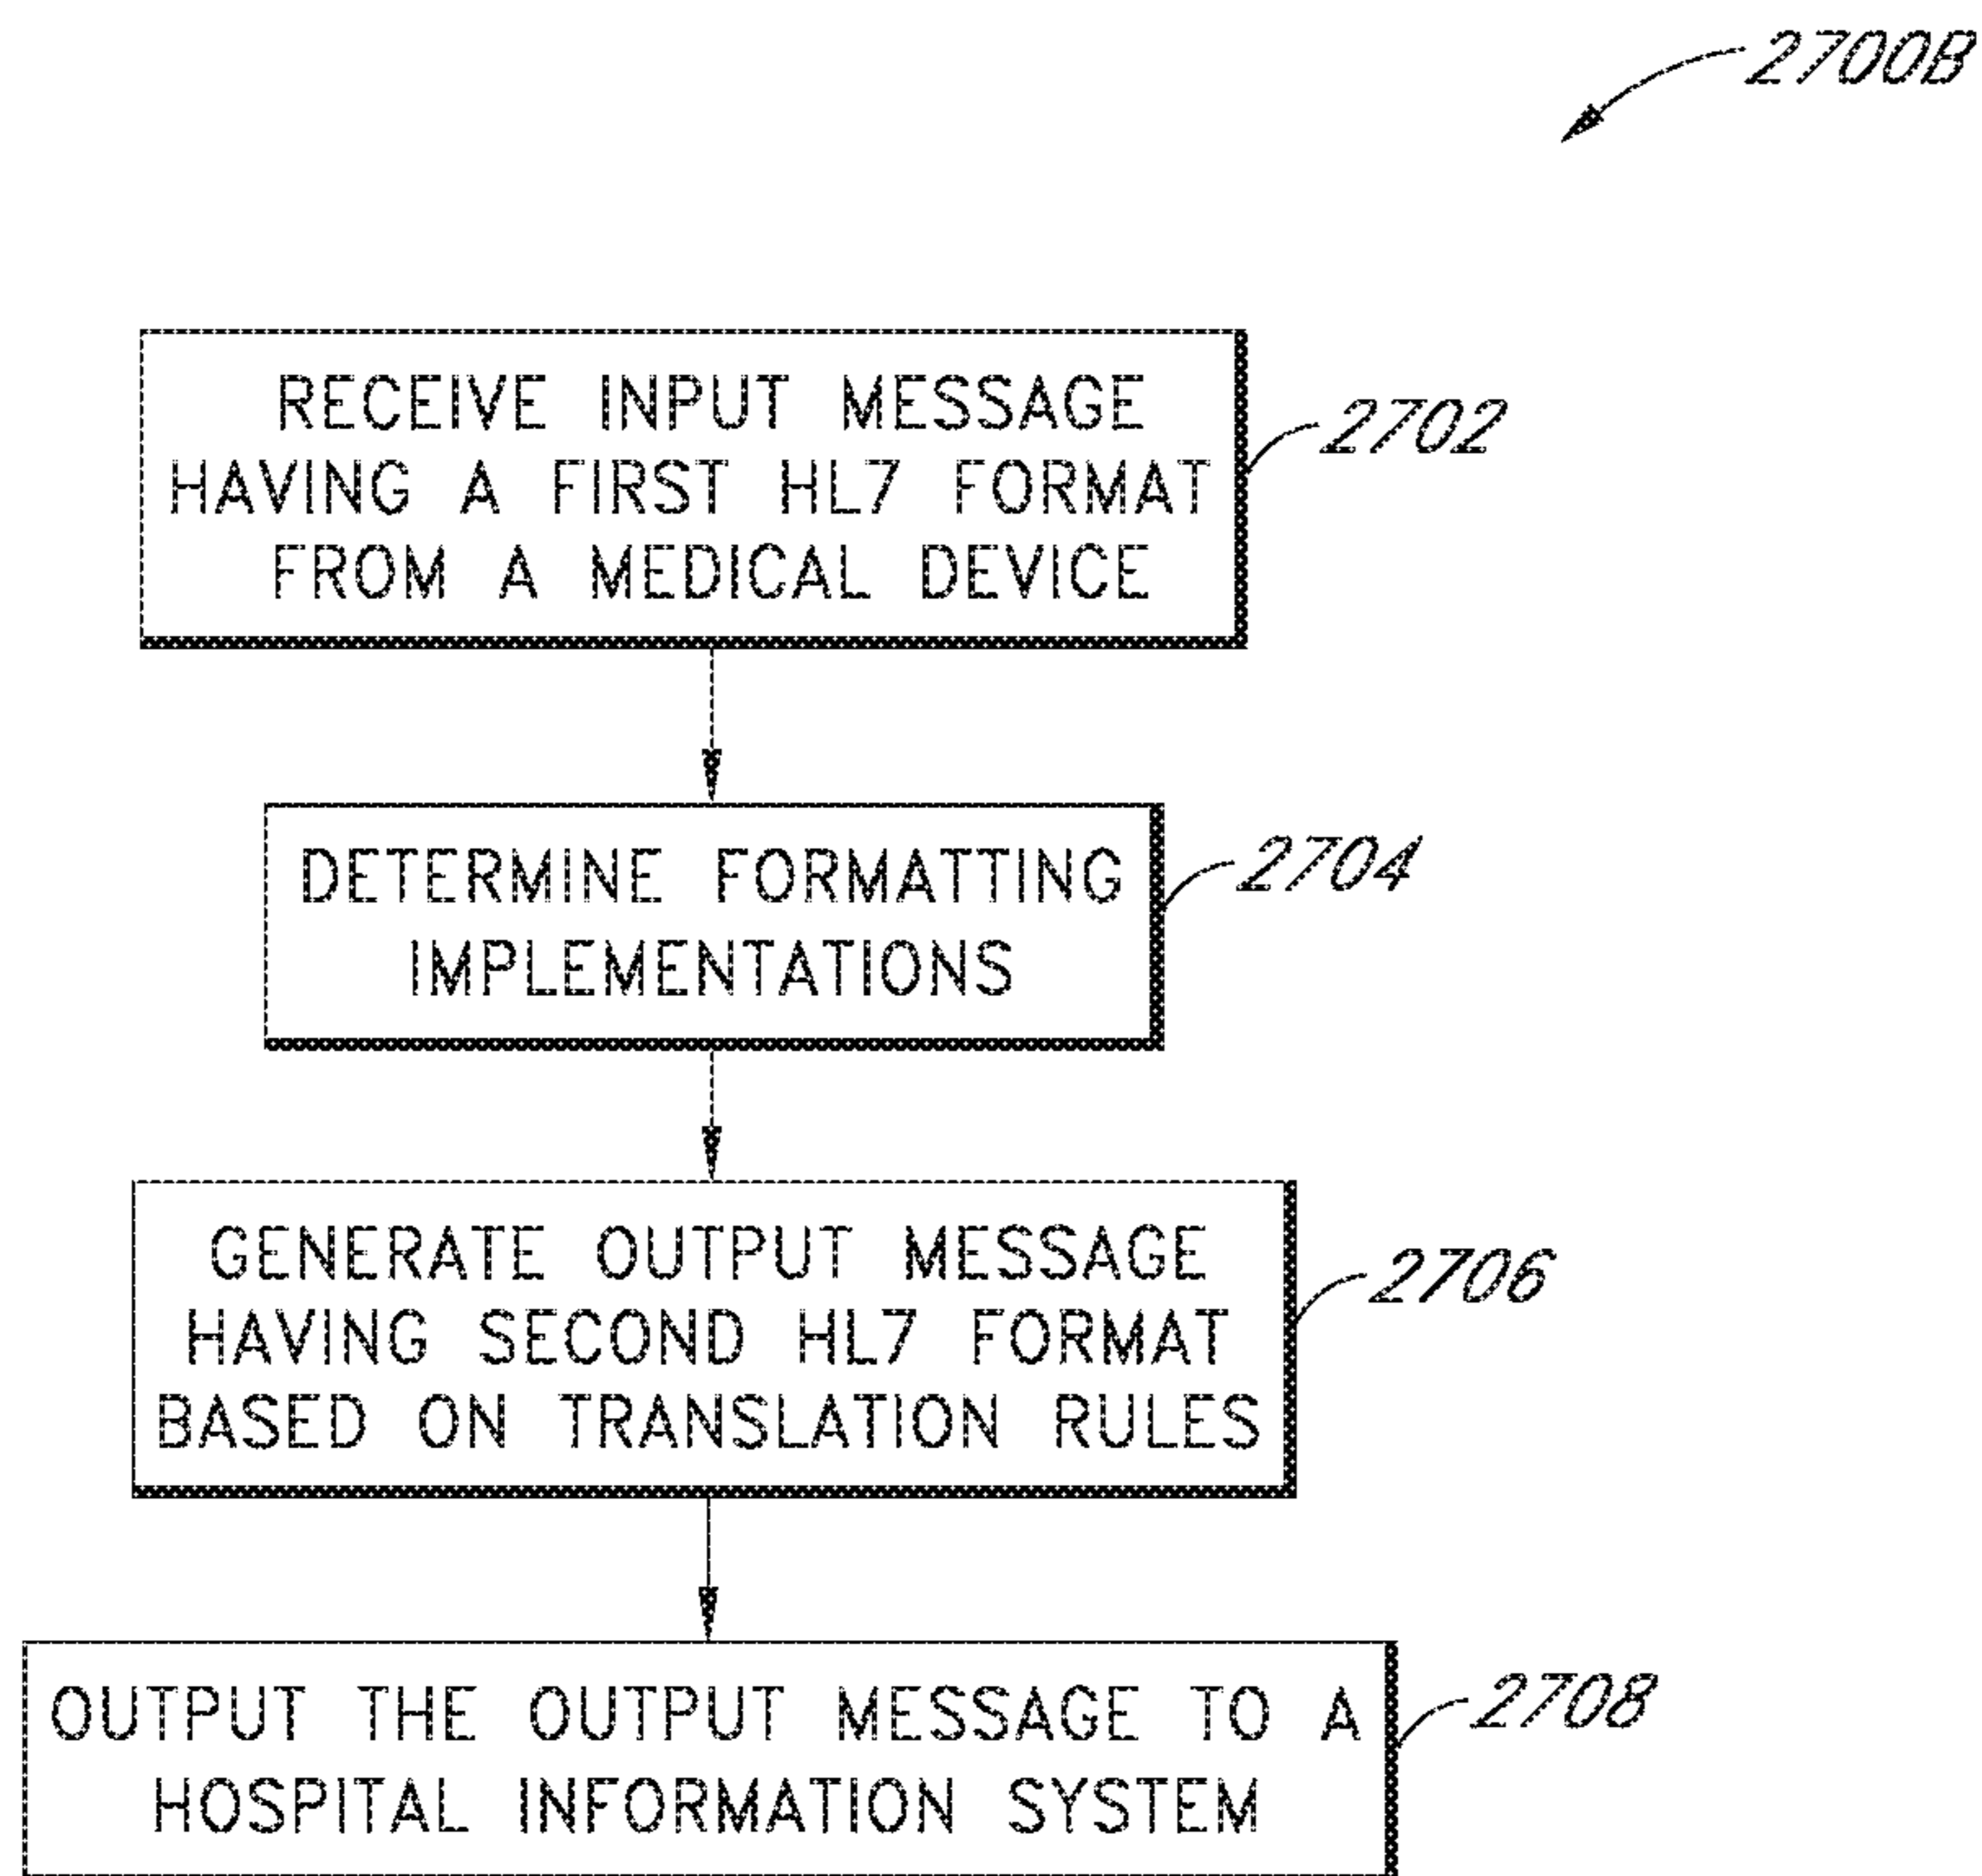 2700B
RECEIVE INPUT MESSAGE
HAVING A FIRST HL7 FORMAT
FROM A MEDICAL DEVICE
2702
DETERMINE FORMATTING
IMPLEMENTATIONS
2704
GENERATE OUTPUT MESSAGE
HAVING SECOND HL7 FORMAT
BASED ON TRANSLATION RULES
2706
OUTPUT THE OUTPUT MESSAGE TO A
HOSPITAL INFORMATION SYSTEM
2708